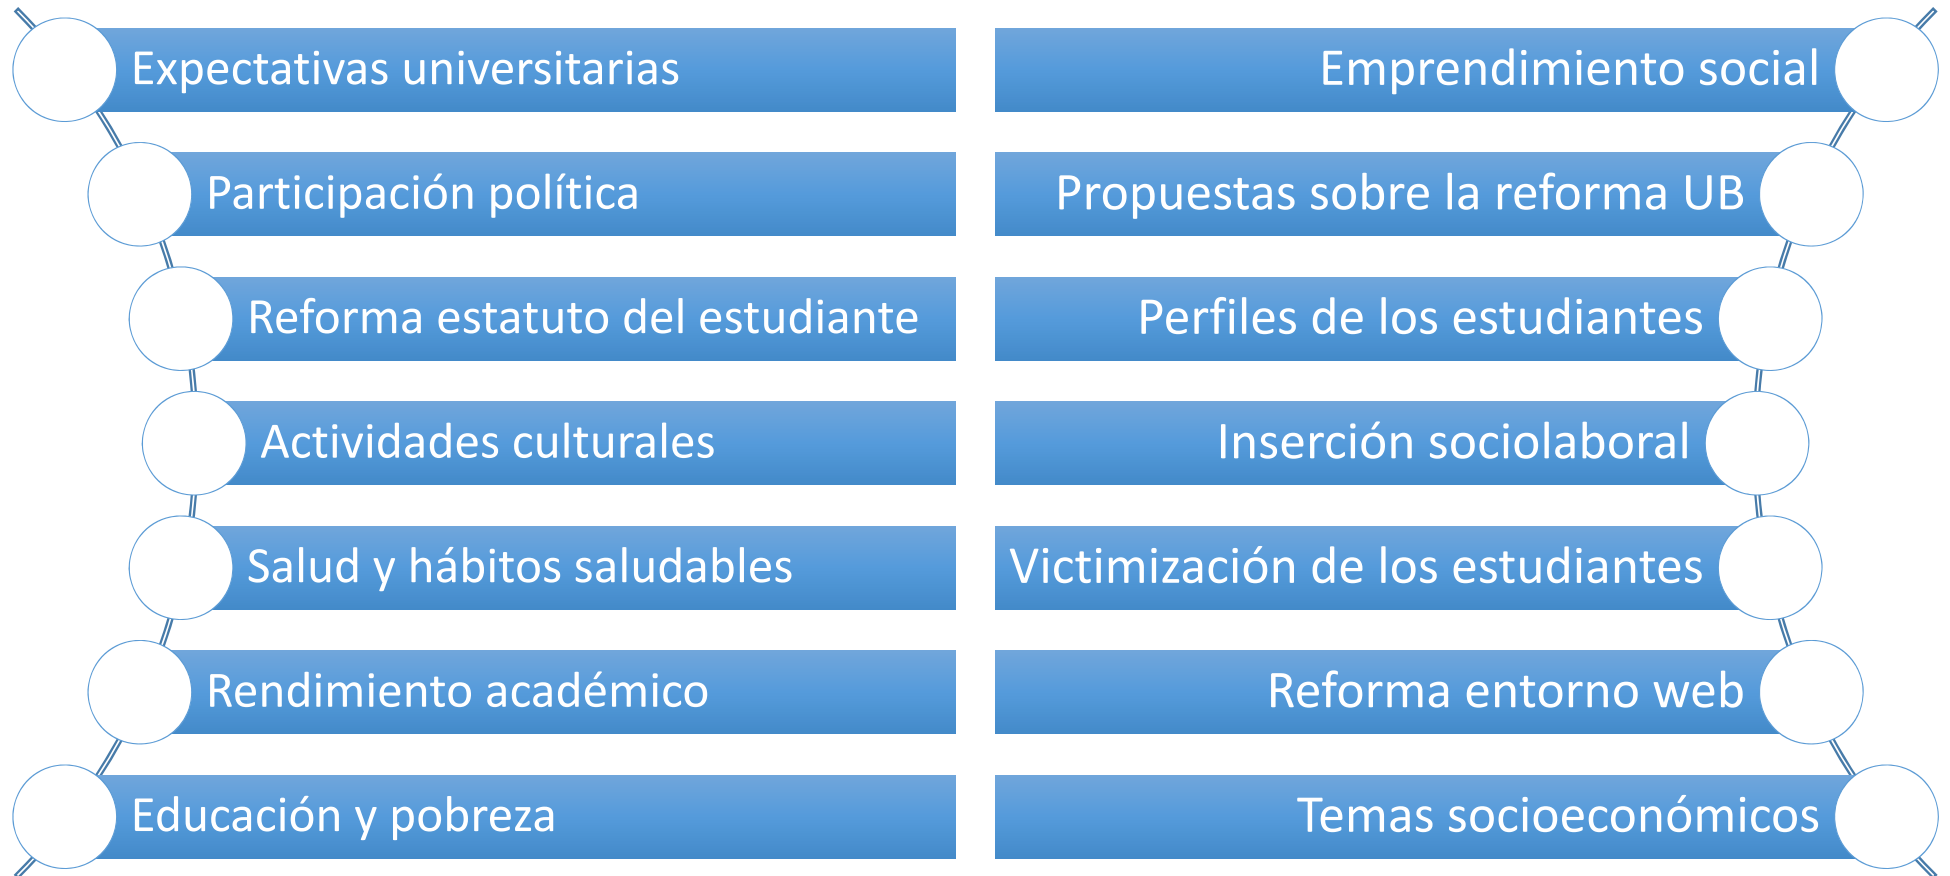 Expectativas universitarias
Participación política
Reforma estatuto del estudiante
Actividades culturales
Salud y hábitos saludables
Rendimiento académico
Educación y pobreza
Emprendimiento social
Propuestas sobre la reforma UB
Perfiles de los estudiantes
Inserción sociolaboral
Victimización de los estudiantes
Reforma entorno web
Temas socioeconómicos